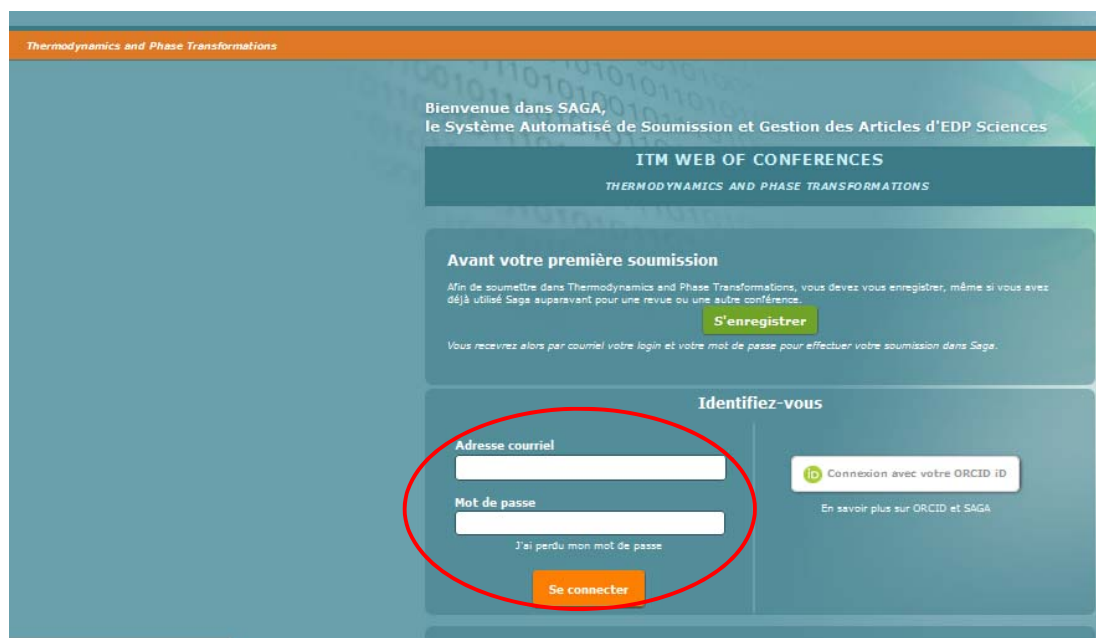 Thermodynamics and Phase Transformations
Bienvenue dans SAGA,
le Système Automatisé de Soumission et Gestion des Articles d'EDP Sciences
ITM WEB OF CONFERENCES
THERMODYNAMICS AND PHASE TRANSFORMATIONS
Avant votre première soumission
Afin de soumettre dans Thermodynamics and Phase Transformations, vous devez vous enregistrer, même si vous avez
déjà utilisé Saga auparavant pour une revue ou une autre conférence.
S'enregistrer
Vous recevrez alors par courriel votre login et votre mot de passe pour effectuer votre soumission dans Saga.
Identifiez-vous
Adresse courriel
Mot de passe
J'ai perdu mon mot de passe
Se connecter
iD Connexion avec votre ORCID iD
En savoir plus sur ORCID et SAGA